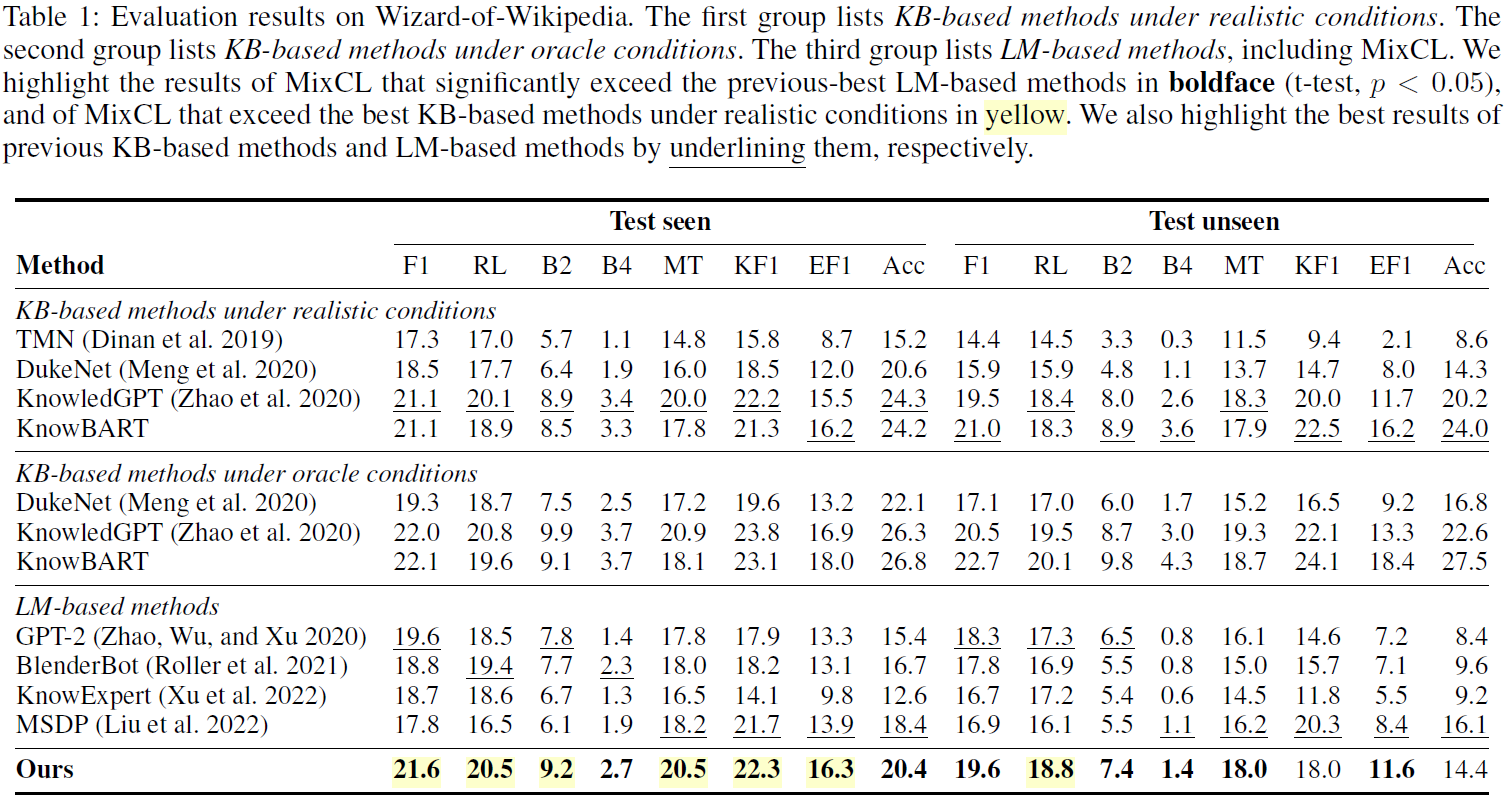 Table 1: Evaluation results on Wizard-of-Wikipedia. The first group lists KB-based methods under realistic conditions. The
second group lists KB-based methods under oracle conditions. The third group lists LM-based methods, including MixCL. We
highlight the results of MixCL that significantly exceed the previous-best LM-based methods in boldface (t-test, p < 0.05),
and of MixCL that exceed the best KB-based methods under realistic conditions in yellow. We also highlight the best results of
previous KB-based methods and LM-based methods by underlining them, respectively.
Test seen Test unseen
Method F1 RL B2 B4 MT KF1 EF1 Acc F1 RL B2 B4 MT KF1 EF1 Acc
KB-based methods under realistic conditions
TMN (Dinan et al. 2019) 17.3 17.0 5.7 1.1 14.8 15.8 8.7 15.2 14.4 14.5 3.3 0.3 11.5 9.4 2.1 8.6
DukeNet (Meng et al. 2020) 18.5 17.7 6.4 1.9 16.0 18.5 12.0 20.6 15.9 15.9 4.8 1.1 13.7 14.7 8.0 14.3
KnowledGPT (Zhao et al. 2020) 21.1 20.1 8.9 3.4 20.0 22.2 15.5 24.3 19.5 18.4 8.0 2.6 18.3 20.0 11.7 20.2
KnowBART 21.1 18.9 8.5 3.3 17.8 21.3 16.2 24.2 21.0 18.3 8.9 3.6 17.9 22.5 16.2 24.0
KB-based methods under oracle conditions
DukeNet (Meng et al. 2020) 19.3 18.7 7.5 2.5 17.2 19.6 13.2 22.1 17.1 17.0 6.0 1.7 15.2 16.5 9.2 16.8
KnowledGPT (Zhao et al. 2020) 22.0 20.8 9.9 3.7 20.9 23.8 16.9 26.3 20.5 19.5 8.7 3.0 19.3 22.1 13.3 22.6
KnowBART 22.1 19.6 9.1 3.7 18.1 23.1 18.0 26.8 22.7 20.1 9.8 4.3 18.7 24.1 18.4 27.5
LM-based methods
GPT-2 (Zhao, Wu, and Xu 2020) 19.6 18.5 7.8 1.4 17.8 17.9 13.3 15.4 18.3 17.3 6.5 0.8 16.1 14.6 7.2 8.4
BlenderBot (Roller et al. 2021) 18.8 19.4 7.7 2.3 18.0 18.2 13.1 16.7 17.8 16.9 5.5 0.8 15.0 15.7 7.1 9.6
KnowExpert (Xu et al. 2022) 18.7 18.6 6.7 1.3 16.5 14.1 9.8 12.6 16.7 17.2 5.4 0.6 14.5 11.8 5.5 9.2
MSDP (Liu et al. 2022) 17.8 16.5 6.1 1.9 18.2 21.7 13.9 18.4 16.9 16.1 5.5 1.1 16.2 20.3 8.4 16.1
Ours 21.6 20.5 9.2 2.7 20.5 22.3 16.3 20.4 19.6 18.8 7.4 1.4 18.0 18.0 11.6 14.4